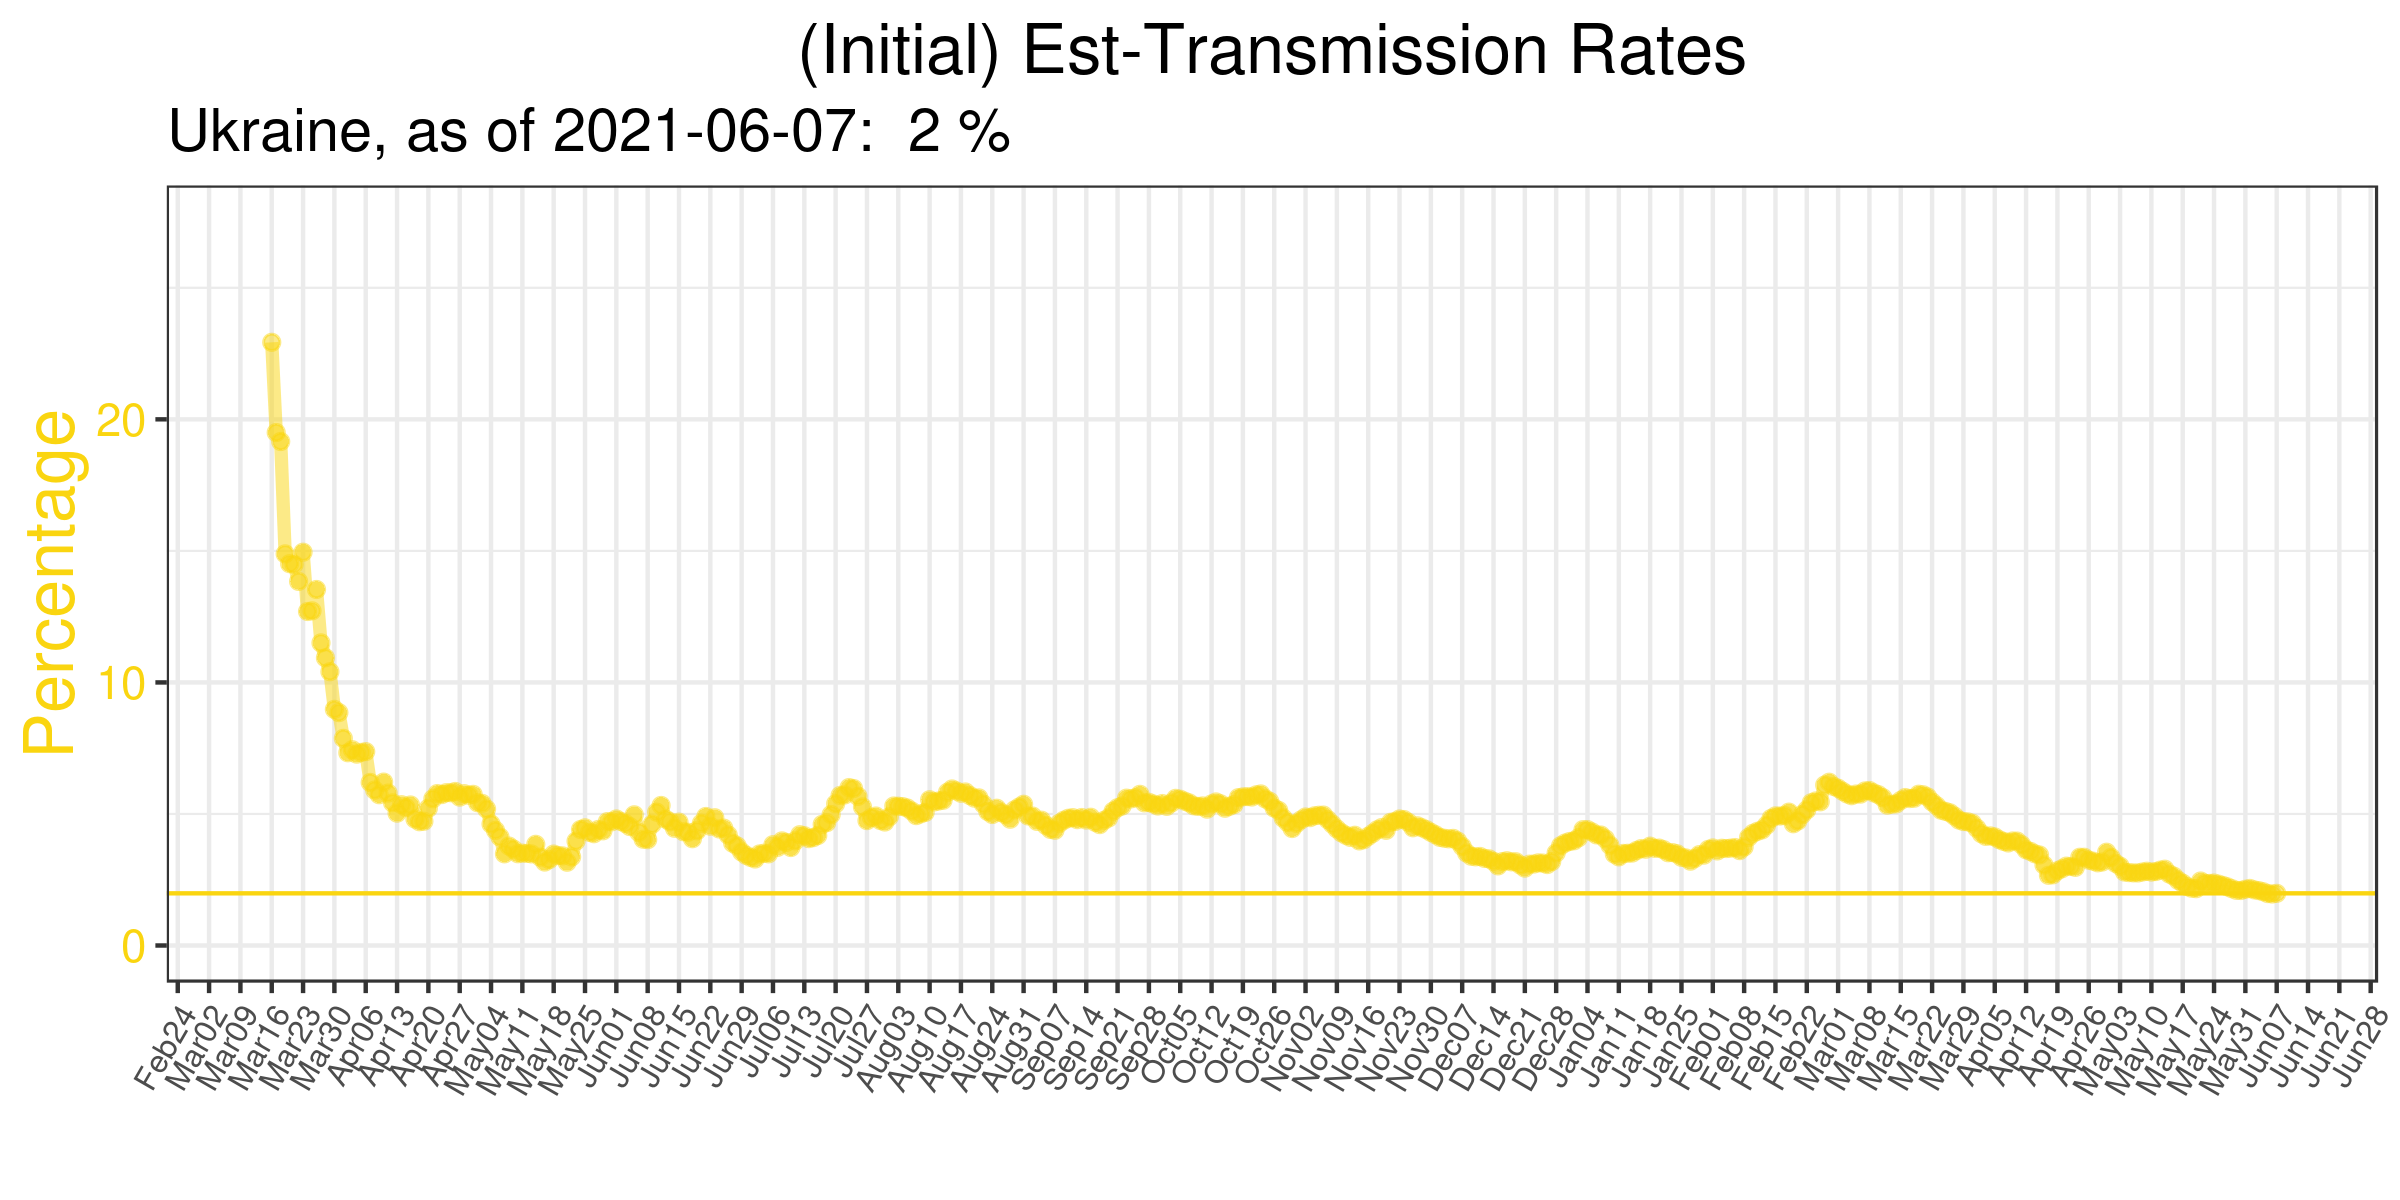 (Initial) Est-Transmission Rates
Ukraine, as of 2021-06-07: 2 %
Percentage
20
10
0
Feb24
Mar02
Mar09
Mar16
Mar23
Mar30
Apr06
Apr13
Apr20
Apr27
May04
May11
May18
May25
Jun01
Jun08
Jun15
Jun22
Jun29
Jul06
Jul13
Jul20
Jul27
Aug03
Aug10
Aug17
Aug24
Aug31
Sep07
Sep14
Sep21
Sep28
Oct05
Oct12
Oct19
Oct26
Nov02
Nov09
Nov16
Nov23
Nov30
Dec07
Dec14
Dec21
Dec28
Jan04
Jan11
Jan18
Jan25
Feb01
Feb08
Feb15
Feb22
Mar01
Mar08
Mar15
Mar22
Mar29
Apr05
Apr12
Apr19
Apr26
May03
May10
May17
May24
May31
Jun07
Jun14
Jun21
Jun28